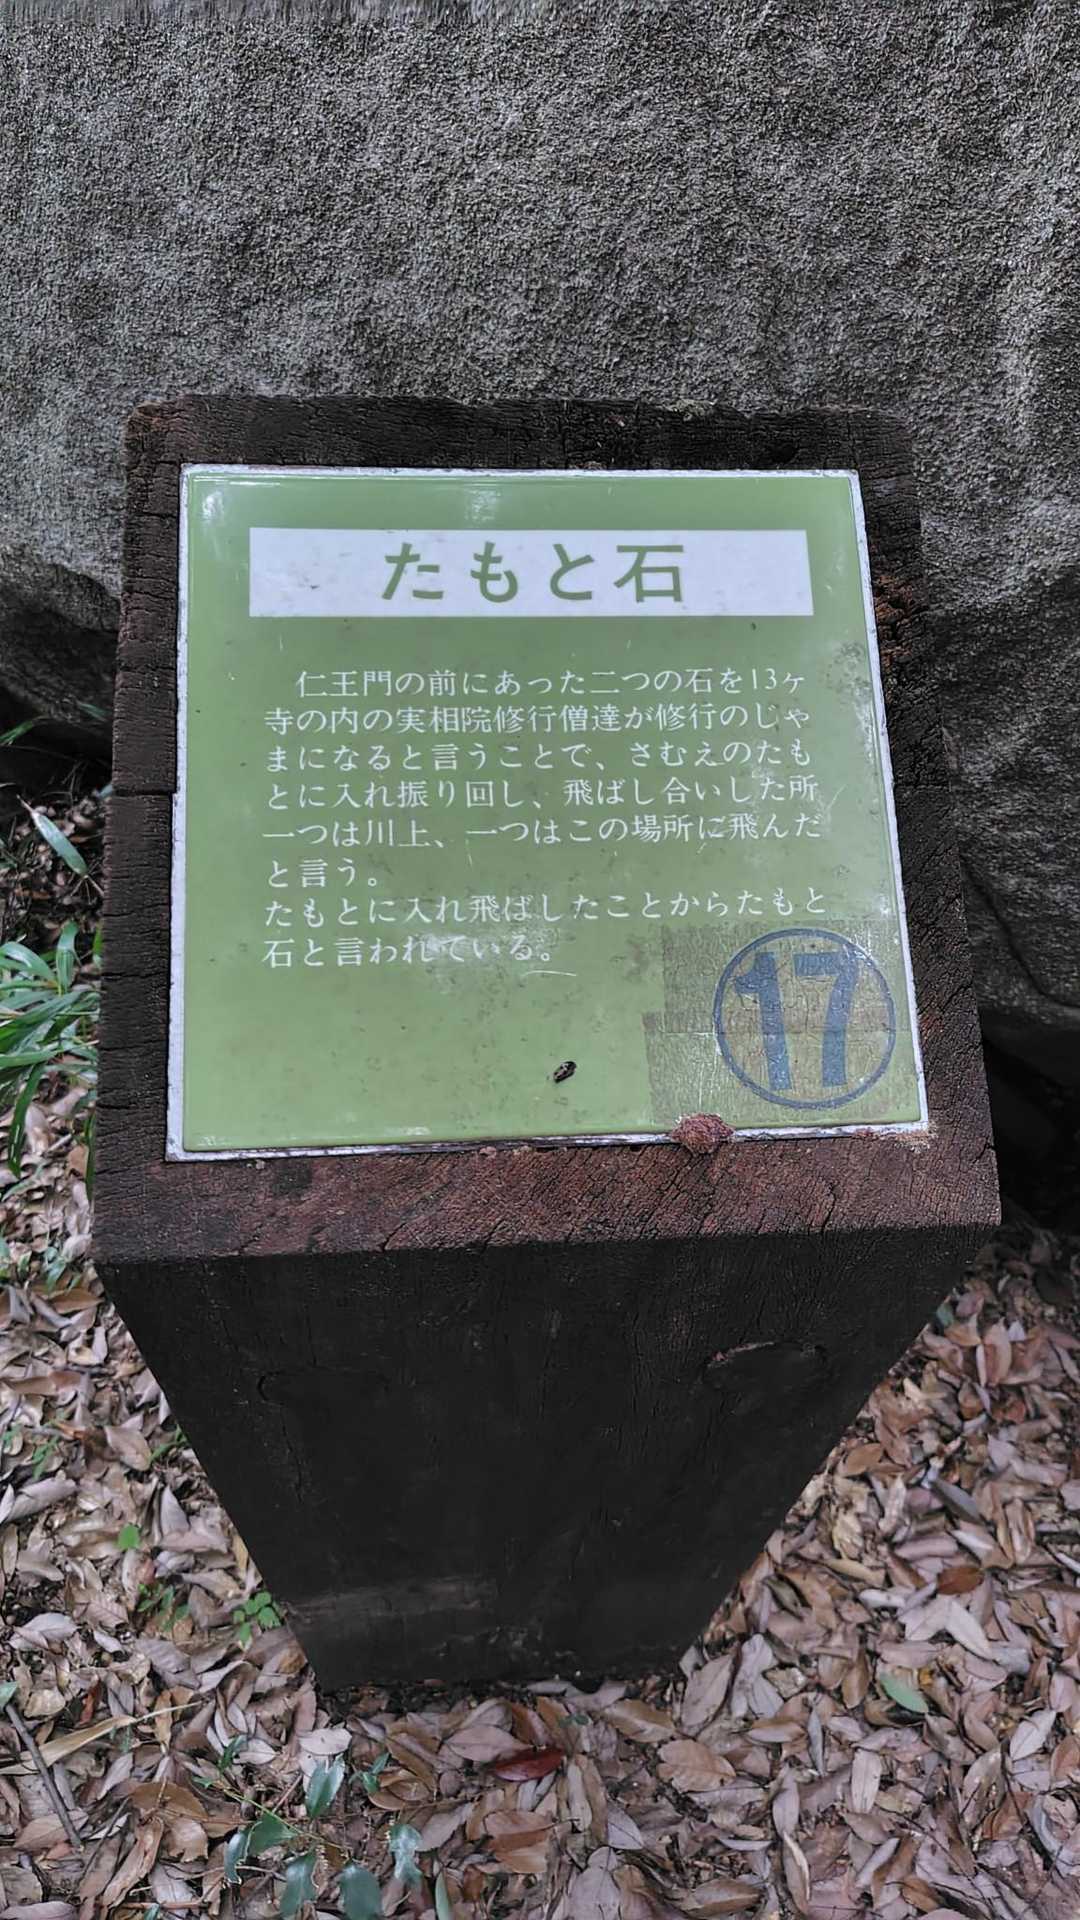 たもと石
仁王門の前にあった二つの石を13ヶ
寺の内の実相院修行僧達が修行のじゃ
まになると言うことで、さむえのたも
とに入れ振り回し、飛ばし合いした所
一つは川上、一つはこの場所に飛んだ
と言う。
たもとに入れ飛ばしたことからたもと
石と言われている。
17